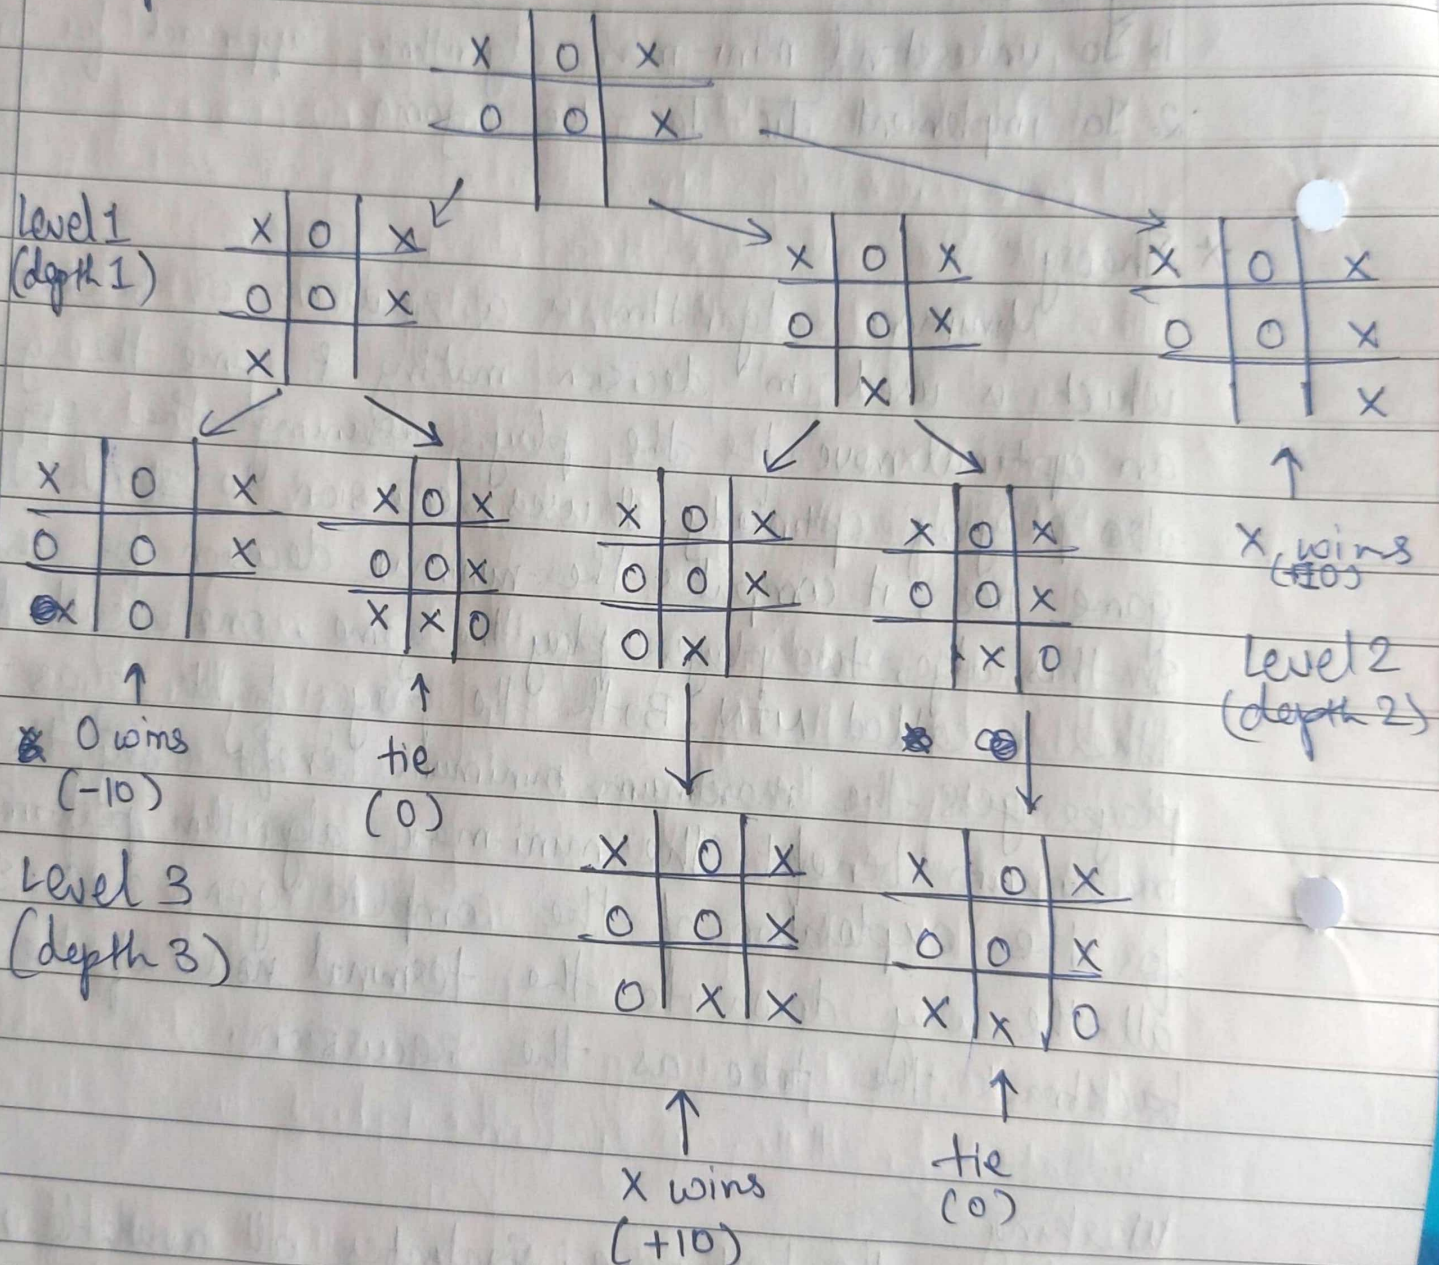 X O X
O O X
Level 1
(depth 1)
X O X
O O X
X
X O X
O O X
X
X O X
O O X
X
X wins
(+10)
Level 2
(depth 2)
X O X
O O X
X O
O wins
(-10)
X O X
O O X
X X O
tie
(0)
X O X
O O X
O X
X O X
O O X
X O
Level 3
(depth 3)
X O X
O O X
O X X
X wins
(+10)
X O X
O O X
X X O
tie
(0)